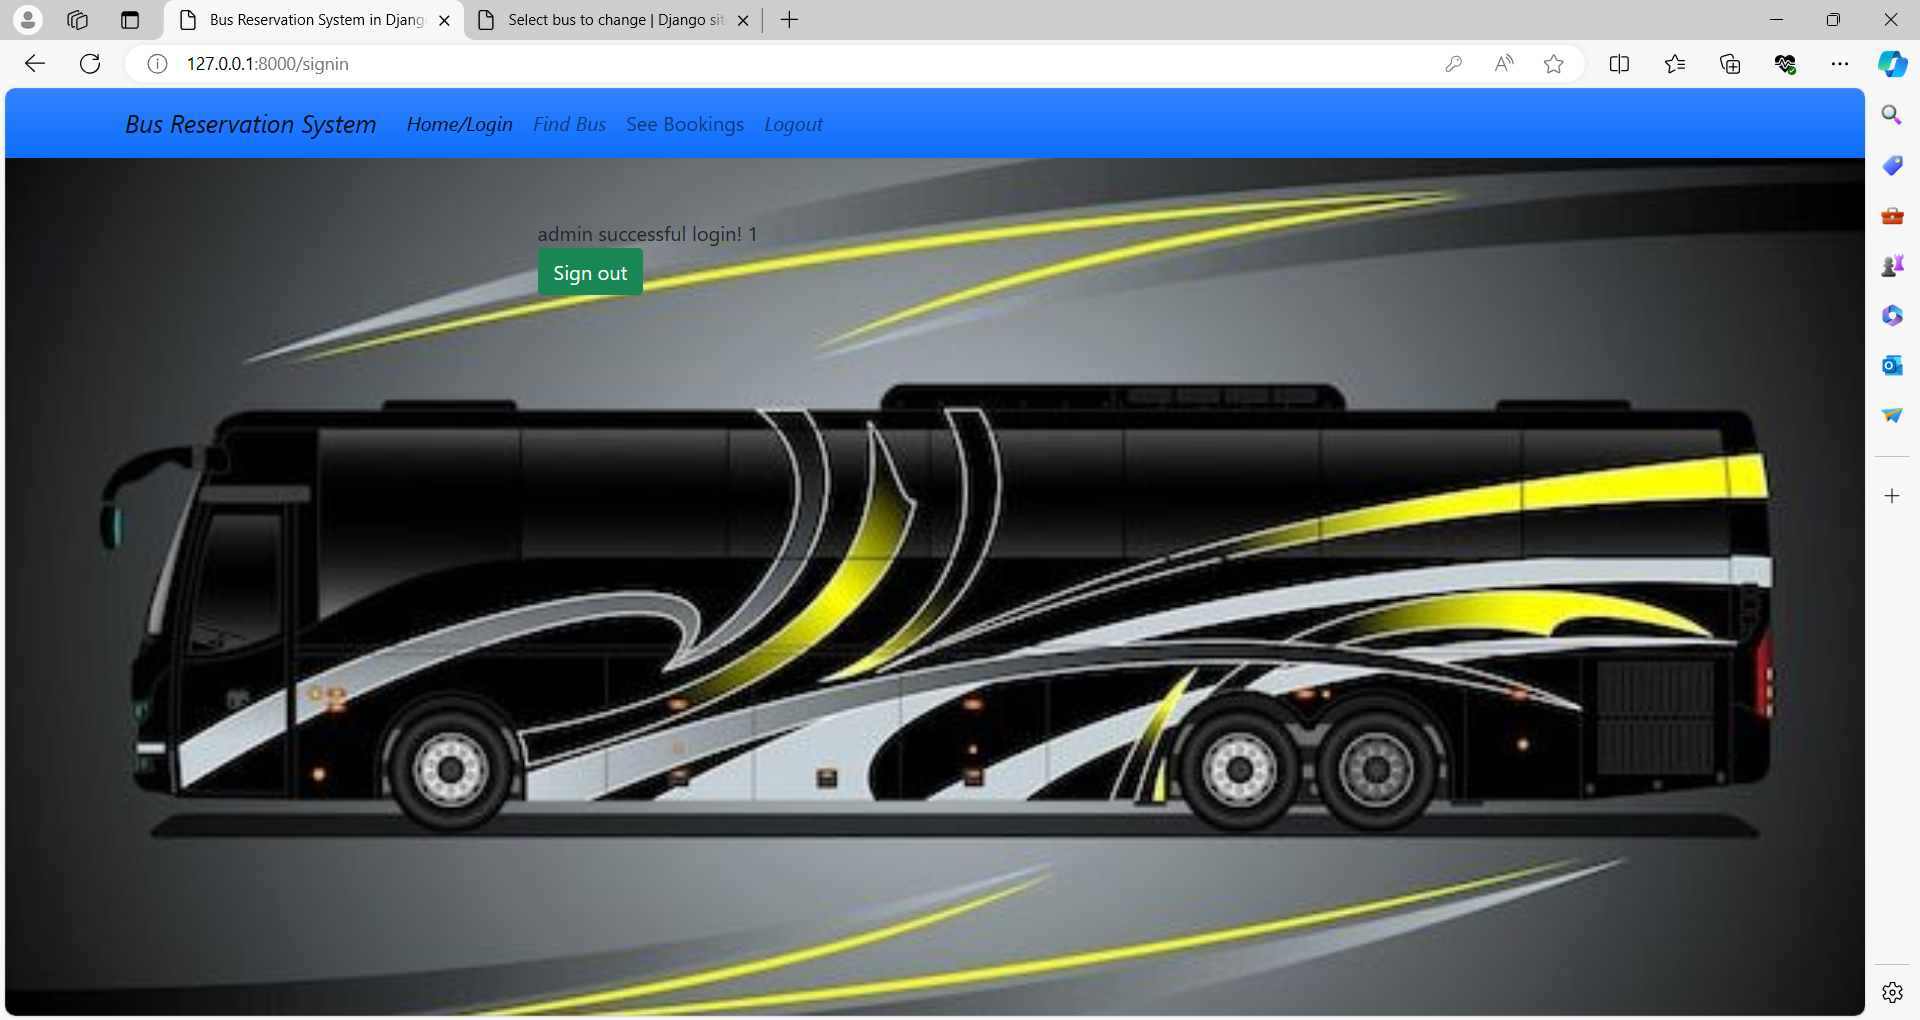 Bus Reservation System in Djang
Select bus to change | Django sit
127.0.0.1:8000/signin
Bus Reservation System Home/Login Find Bus See Bookings Logout
admin successful login! 1
Sign out